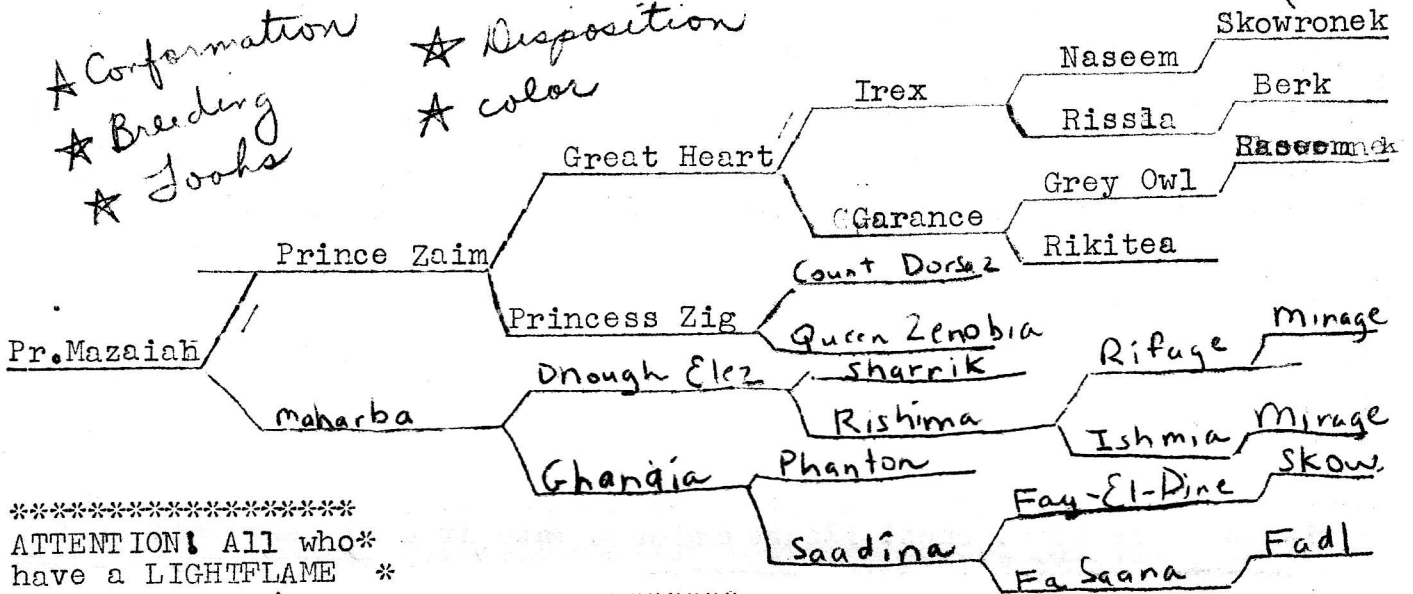 ☆ Conformation
☆ Breeding
☆ Looks
☆ Disposition
☆ color
Skowronek
Naseem
Irex
Berk
Rissla
Great Heart
Grey Owl
Garance
Rikitea
Prince Zaim
Count Dorsaz
Princess Zig
Queen Zenobia
Pr.Mazaiah
Mirage
Rifage
Dnough Elez
Sharrik
Maharba
Rishima
Ishmia
Mirage
Ghandia
Phanton
Skow.
Fay-El-Dine
Saadina
Fadl
Fa Saana
******************
ATTENTION! All who*
have a LIGHTFLAME *